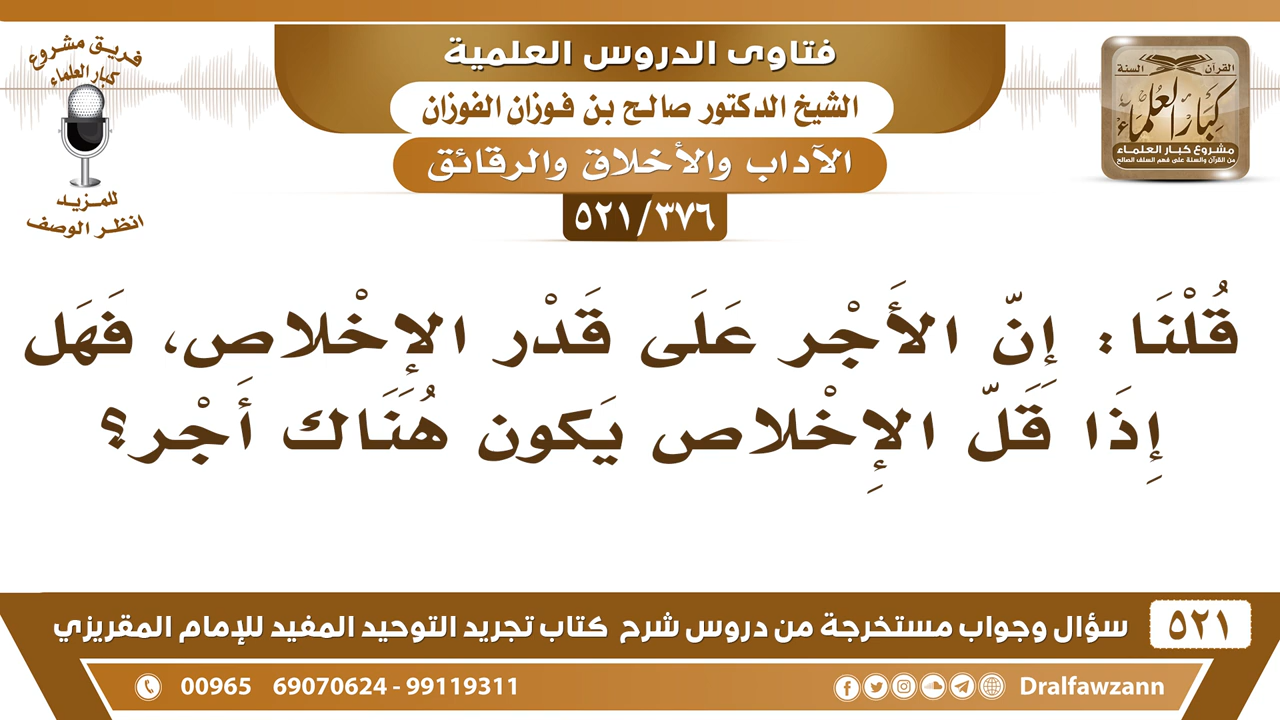 فتاوى الدروس العلمية
الشيخ الدكتور صالح بن فوزان الفوزان
الآداب والأخلاق والرقائق
٥٢١/٣٧٦
فريق مشروع
كبار العلماء
للمزيد
انظر الوصف
القرآن السنة
كبار العلماء
مشروع كبار العلماء
من القرآن والسنة على فهم السلف الصالح
قُلْنَا: إِنّ الأَجْر عَلَى قَدْر الإِخْلاص، فَهَل
إِذَا قَلّ الإِخْلاص يَكون هُنَاك أَجْر؟
٥٢١ سؤال وجواب مستخرجة من دروس شرح كتاب تجريد التوحيد المفيد للإمام المقريزي
00965 69070624 - 99119311
Dralfawzann